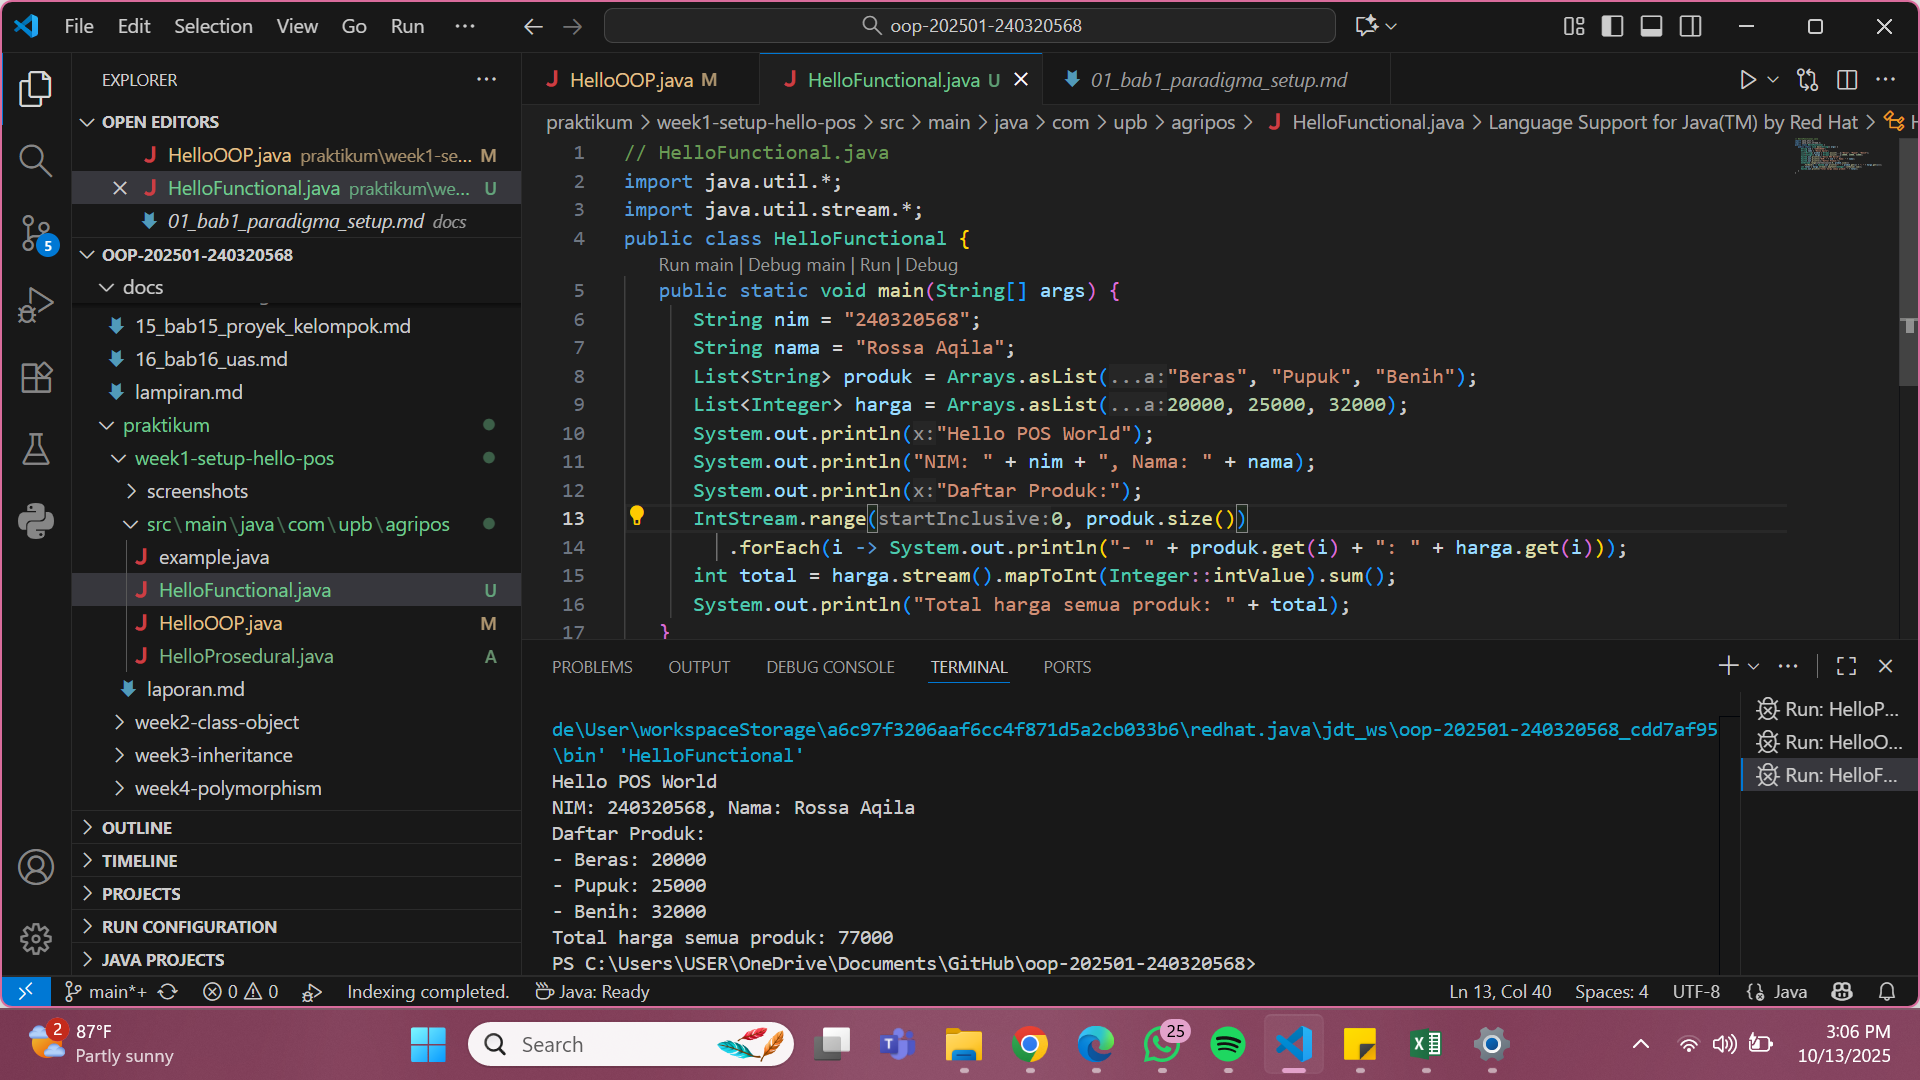 File Edit Selection View Go Run ···
oop-202501-240320568
EXPLORER
OPEN EDITORS
HelloOOP.java praktikum\week1-se... M
HelloFunctional.java praktikum\we... U
01_bab1_paradigma_setup.md docs
5
OOP-202501-240320568
docs
15_bab15_proyek_kelompok.md
16_bab16_uas.md
lampiran.md
praktikum
week1-setup-hello-pos
screenshots
src\main\java\com\upb\agripos
example.java
HelloFunctional.java U
HelloOOP.java M
HelloProsedural.java A
laporan.md
week2-class-object
week3-inheritance
week4-polymorphism
OUTLINE
TIMELINE
PROJECTS
RUN CONFIGURATION
JAVA PROJECTS
HelloOOP.java M HelloFunctional.java U 01_bab1_paradigma_setup.md
praktikum > week1-setup-hello-pos > src > main > java > com > upb > agripos > HelloFunctional.java > Language Support for Java(TM) by Red Hat > H
1 // HelloFunctional.java
2 import java.util.*;
3 import java.util.stream.*;
4 public class HelloFunctional {
Run main | Debug main | Run | Debug
5 public static void main(String[] args) {
6 String nim = "240320568";
7 String nama = "Rossa Aqila";
8 List<String> produk = Arrays.asList(...a:"Beras", "Pupuk", "Benih");
9 List<Integer> harga = Arrays.asList(...a:20000, 25000, 32000);
10 System.out.println(x:"Hello POS World");
11 System.out.println("NIM: " + nim + ", Nama: " + nama);
12 System.out.println(x:"Daftar Produk:");
13 IntStream.range(startInclusive:0, produk.size())
14 .forEach(i -> System.out.println("- " + produk.get(i) + ": " + harga.get(i)));
15 int total = harga.stream().mapToInt(Integer::intValue).sum();
16 System.out.println("Total harga semua produk: " + total);
17 }
PROBLEMS OUTPUT DEBUG CONSOLE TERMINAL PORTS
de\User\workspaceStorage\a6c97f3206aaf6cc4f871d5a2cb033b6\redhat.java\jdt_ws\oop-202501-240320568_cdd7af95
\bin' 'HelloFunctional'
Hello POS World
NIM: 240320568, Nama: Rossa Aqila
Daftar Produk:
- Beras: 20000
- Pupuk: 25000
- Benih: 32000
Total harga semua produk: 77000
PS C:\Users\USER\OneDrive\Documents\GitHub\oop-202501-240320568>
Run: HelloP...
Run: HelloO...
Run: HelloF...
main*+ 0 0 Indexing completed. Java: Ready Ln 13, Col 40 Spaces: 4 UTF-8 Java
2
87°F
Partly sunny
Search
25
3:06 PM
10/13/2025